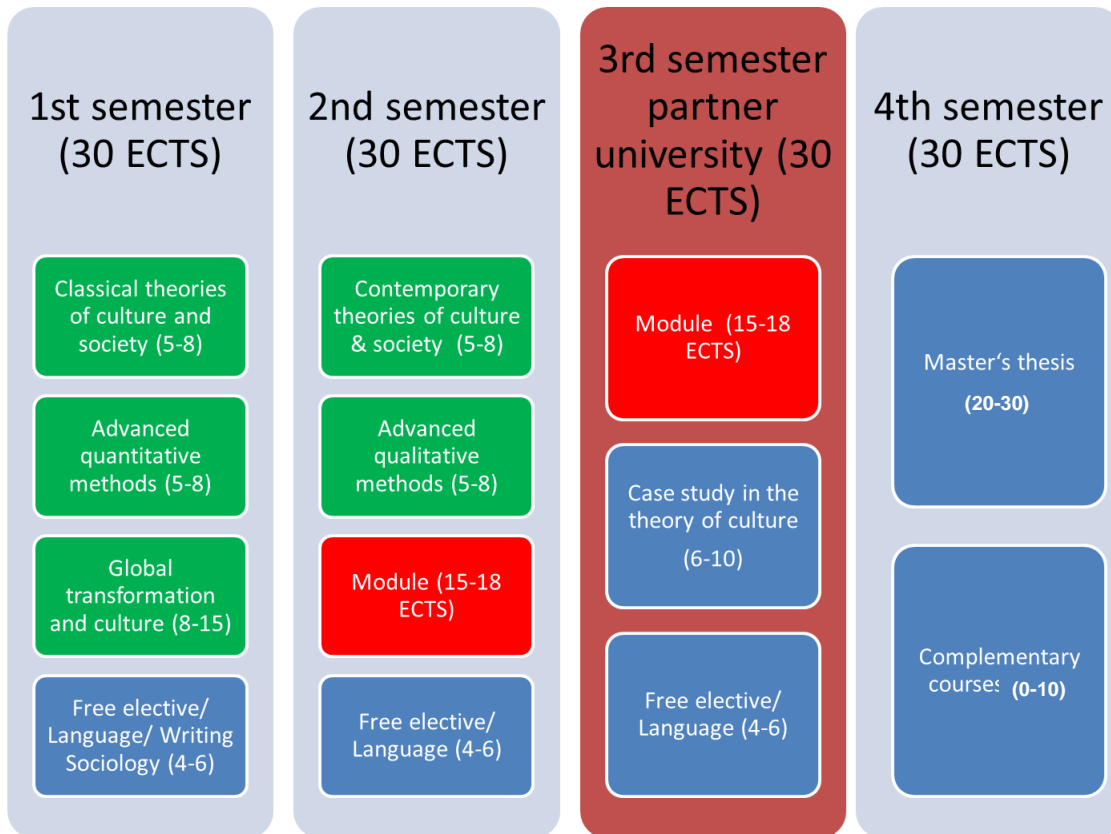 1st semester
(30 ECTS)
Classical theories
of culture and
society (5-8)
Advanced
quantitative
methods (5-8)
Global
transformation
and culture (8-15)
Free elective/
Language/ Writing
Sociology (4-6)
2nd semester
(30 ECTS)
Contemporary
theories of culture
& society  (5-8)
Advanced
qualitative
methods (5-8)
Module (15-18
ECTS)
Free elective/
Language (4-6)
3rd semester
partner
university (30
ECTS)
Module  (15-18
ECTS)
Case study in the
theory of culture
(6-10)
Free elective/
Language (4-6)
4th semester
(30 ECTS)
Master‘s thesis
(20-30)
Complementary
courses (0-10)